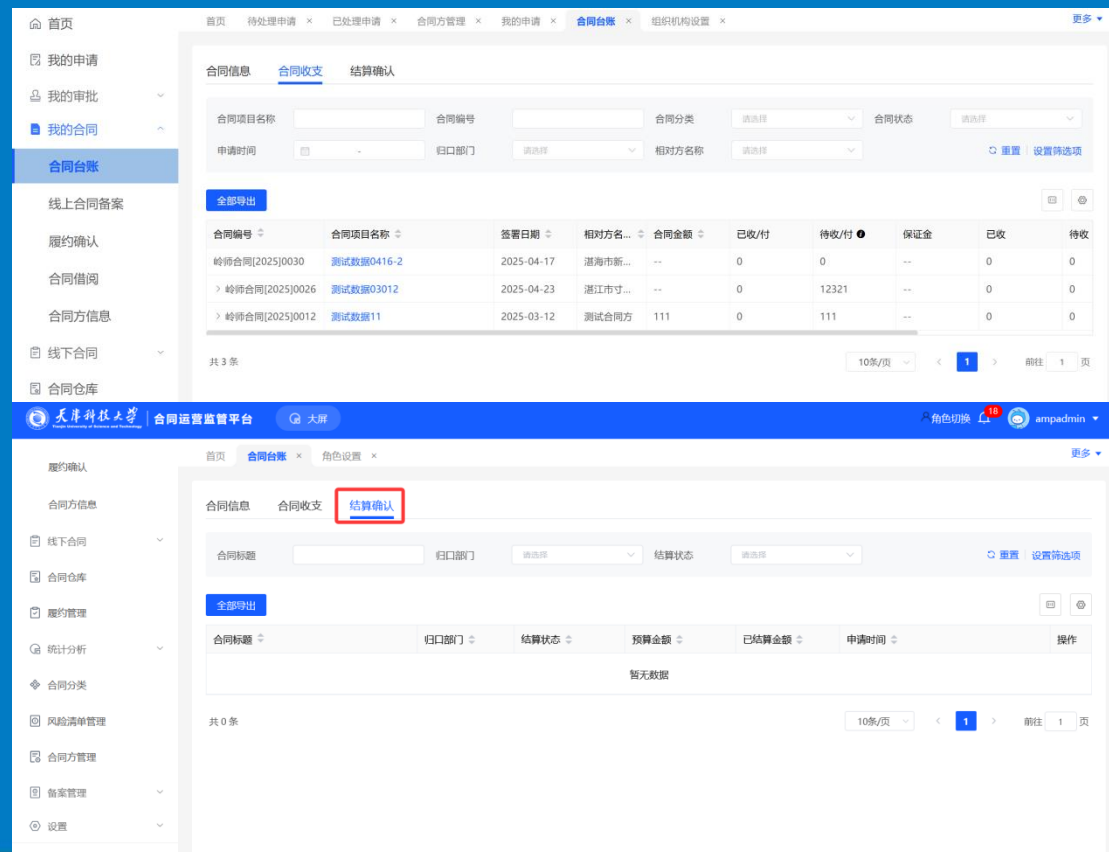 首页
我的申请
我的审批
我的合同
合同台账
线上合同备案
履约确认
合同借阅
合同方信息
线下合同
合同仓库
首页 待处理申请 × 已处理申请 × 合同方管理 × 我的申请 × 合同台账 × 组织机构设置 × 更多
合同信息 合同收支 结算确认
合同项目名称 合同编号 合同分类 请选择 合同状态 请选择
申请时间 - 归口部门 请选择 相对方名称 请选择 重置 设置筛选项
全部导出
合同编号 合同项目名称 签署日期 相对方名... 合同金额 已收/付 待收/付 保证金 已收 待收
岭师合同[2025]0030 测试数据0416-2 2025-04-17 湛海市新... -- 0 0 -- 0 0
> 岭师合同[2025]0026 测试数据03012 2025-04-23 湛江市寸... -- 0 12321 -- 0 0
> 岭师合同[2025]0012 测试数据11 2025-03-12 测试合同方 111 0 111 -- 0 0
共 3 条 10条/页 < 1 > 前往 1 页
天津科技大学 合同运营监管平台 大屏 角色切换 18 ampadmin
Tianjin University of Science and Technology
履约确认
合同方信息
线下合同
合同仓库
履约管理
统计分析
合同分类
风险清单管理
合同方管理
备案管理
设置
首页 合同台账 × 角色设置 × 更多
合同信息 合同收支 结算确认
合同标题 归口部门 请选择 结算状态 请选择 重置 设置筛选项
全部导出
合同标题 归口部门 结算状态 预算金额 已结算金额 申请时间 操作
暂无数据
共 0 条 10条/页 < 1 > 前往 1 页